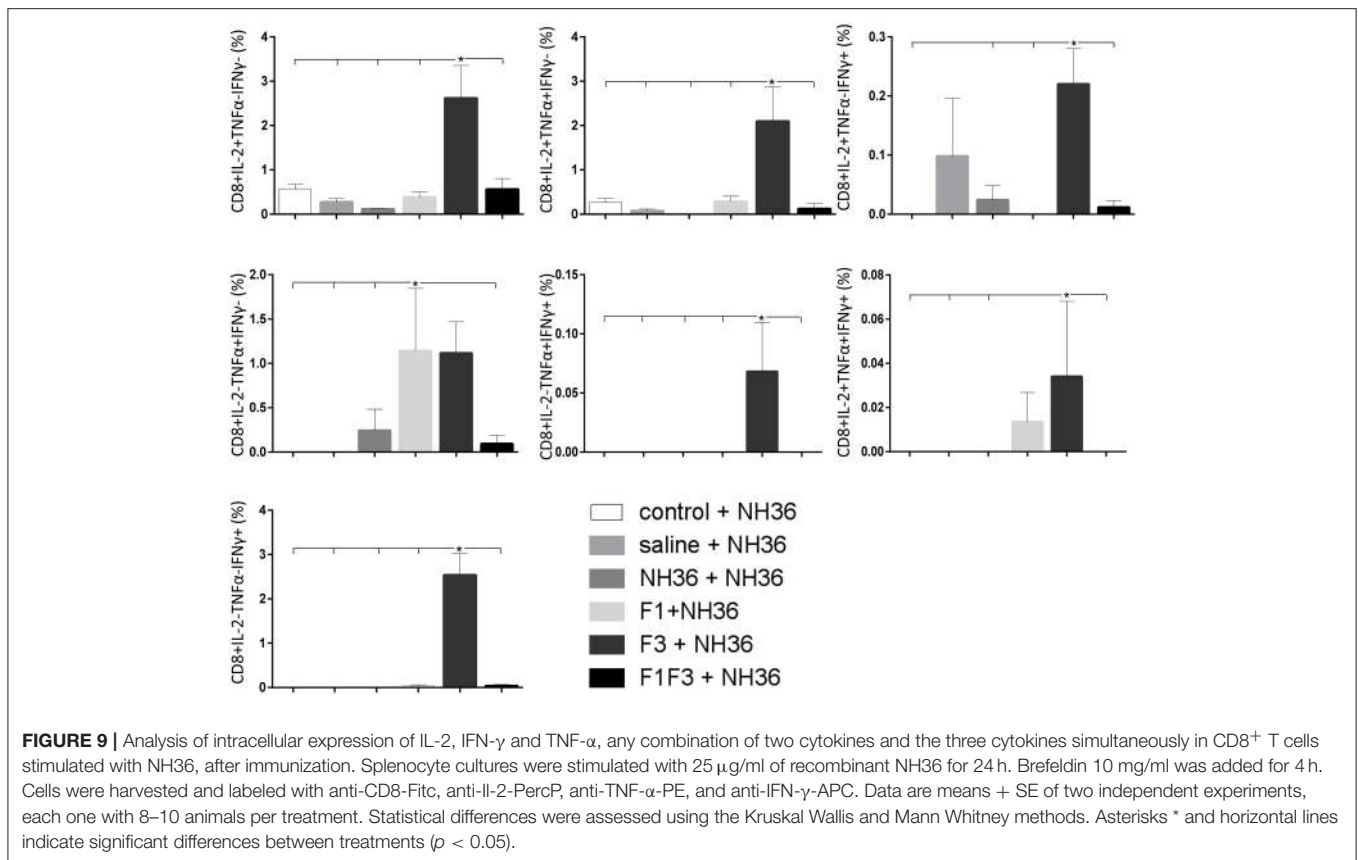 CD8+IL-2+TNFα-IFNγ- (%)
4
3
2
1
0
*
CD8+IL-2+TNFα+IFNγ- (%)
4
3
2
1
0
*
CD8+IL-2+TNFα-IFNγ+ (%)
0.3
0.2
0.1
0.0
*
CD8+IL-2-TNFα+IFNγ- (%)
2.0
1.5
1.0
0.5
0.0
*
CD8+IL-2-TNFα+IFNγ+ (%)
0.15
0.10
0.05
0.00
*
CD8+IL-2+TNFα+IFNγ+ (%)
0.08
0.06
0.04
0.02
0.00
*
CD8+IL-2-TNFα-IFNγ+ (%)
4
3
2
1
0
*
control + NH36
saline + NH36
NH36 + NH36
F1+NH36
F3 + NH36
F1F3 + NH36
FIGURE 9 | Analysis of intracellular expression of IL-2, IFN-γ and TNF-α, any combination of two cytokines and the three cytokines simultaneously in CD8+ T cells
stimulated with NH36, after immunization. Splenocyte cultures were stimulated with 25 μg/ml of recombinant NH36 for 24 h. Brefeldin 10 mg/ml was added for 4 h.
Cells were harvested and labeled with anti-CD8-Fitc, anti-Il-2-PercP, anti-TNF-α-PE, and anti-IFN-γ-APC. Data are means + SE of two independent experiments,
each one with 8–10 animals per treatment. Statistical differences were assessed using the Kruskal Wallis and Mann Whitney methods. Asterisks * and horizontal lines
indicate significant differences between treatments (p < 0.05).